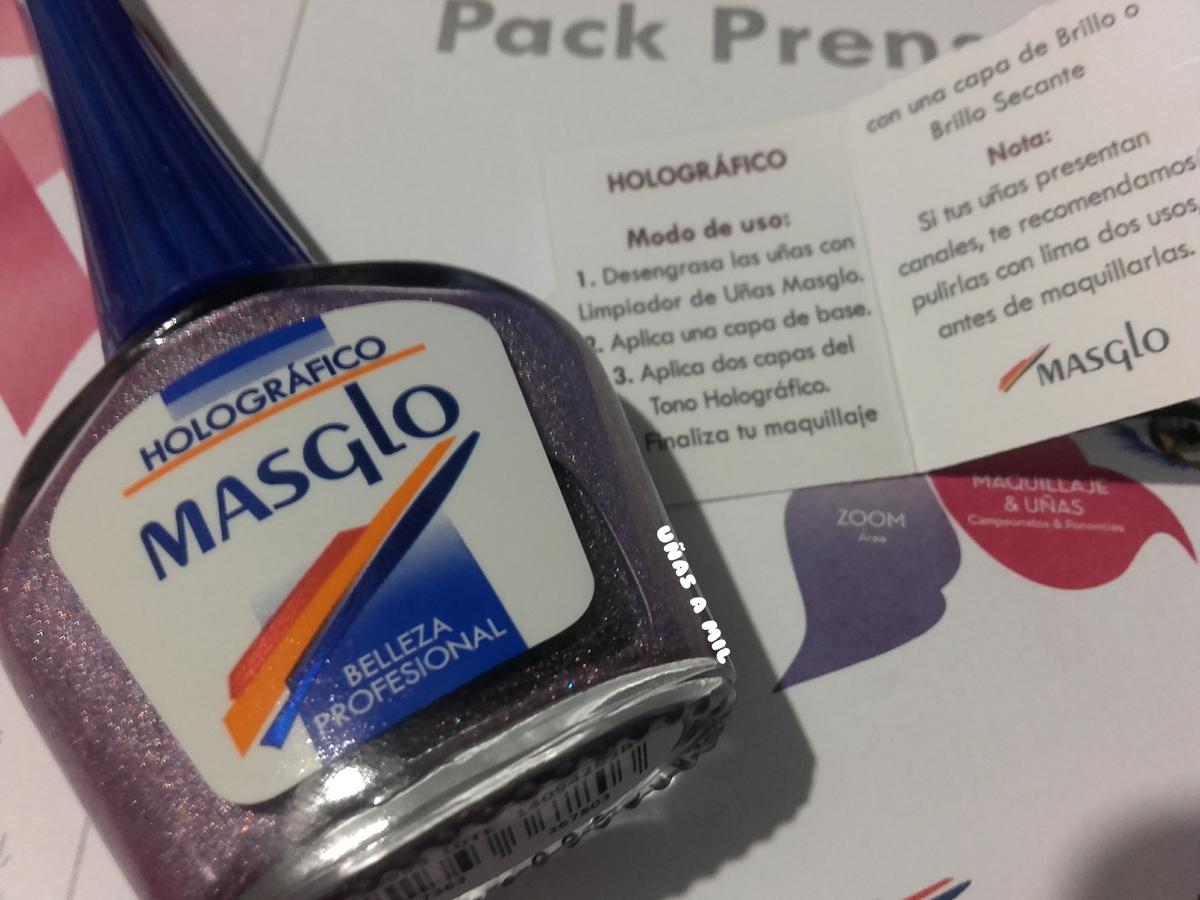 Pack Prens
HOLOGRÁFICO
Modo de uso:
1. Desengrasa las uñas con
Limpiador de Uñas Masglo.
2. Aplica una capa de base.
3. Aplica dos capas del
Tono Holográfico.
Finaliza tu maquillaje
con una capa de Brillo o
Brillo Secante
Nota:
Si tus uñas presentan
canales, te recomendamos
pulirlas con lima dos usos,
antes de maquillarlas.
MASglo
HOLOGRÁFICO
MASglo
BELLEZA
PROFESIONAL
UÑAS A MIL
ZOOM
Área
MAQUILLAJE
& UÑAS
Campeonatos & Ponencias